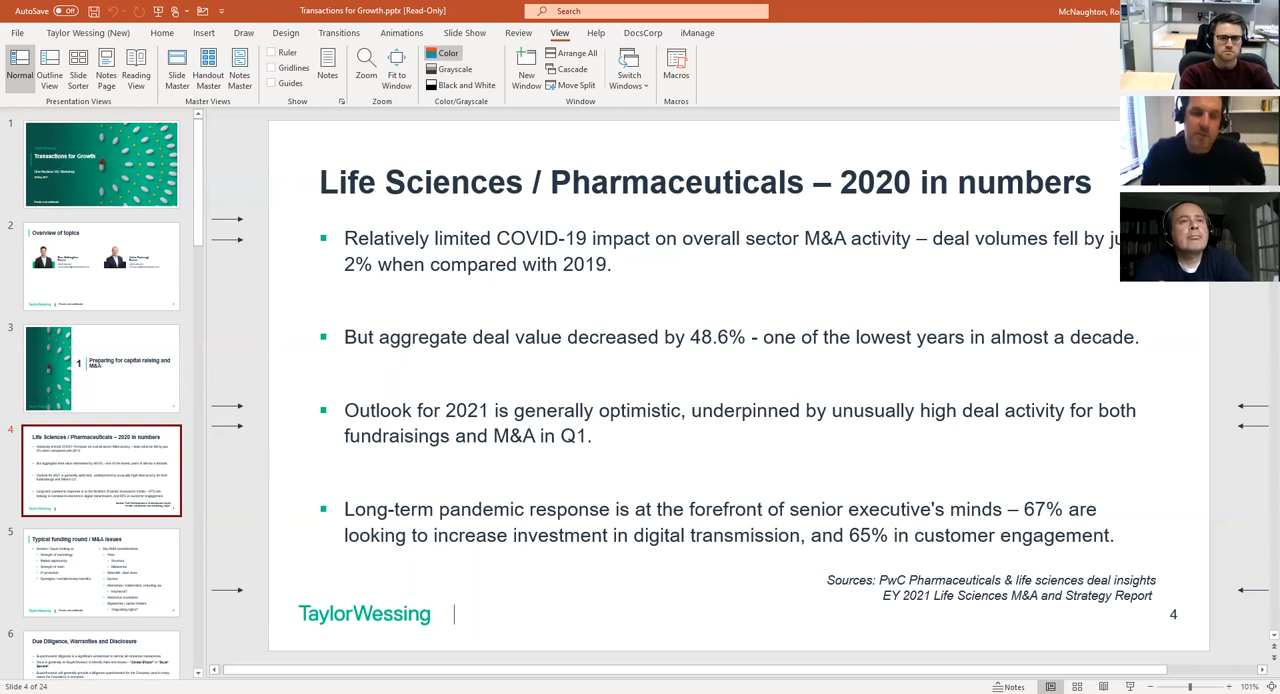 AutoSave Off
Transactions for Growth.pptx [Read-Only]
Search
McNaughton, Ro
File Taylor Wessing (New) Home Insert Draw Design Transitions Animations Slide Show Review View Help DocsCorp iManage
Normal
Outline View
Slide Sorter
Notes Page
Reading View
Presentation Views
Slide Master
Handout Master
Notes Master
Master Views
Ruler
Gridlines
Guides
Show
Notes
Zoom
Fit to Window
Zoom
Color
Grayscale
Black and White
Color/Grayscale
New Window
Arrange All
Cascade
Move Split
Switch Windows
Window
Macros
Macros
1
Transactions for Growth
2
Overview of topics
3
1
Preparing for capital raising and
M&A
4
Life Sciences / Pharmaceuticals – 2020 in numbers
5
Typical funding round / M&A issues
6
Due Diligence, Warranties and Disclosure
Life Sciences / Pharmaceuticals – 2020 in numbers
Relatively limited COVID-19 impact on overall sector M&A activity – deal volumes fell by ju
2% when compared with 2019.
But aggregate deal value decreased by 48.6% - one of the lowest years in almost a decade.
Outlook for 2021 is generally optimistic, underpinned by unusually high deal activity for both
fundraisings and M&A in Q1.
Long-term pandemic response is at the forefront of senior executive's minds – 67% are
looking to increase investment in digital transmission, and 65% in customer engagement.
Sources: PwC Pharmaceuticals & life sciences deal insights
EY 2021 Life Sciences M&A and Strategy Report
TaylorWessing
4
Slide 4 of 24
Notes
101%